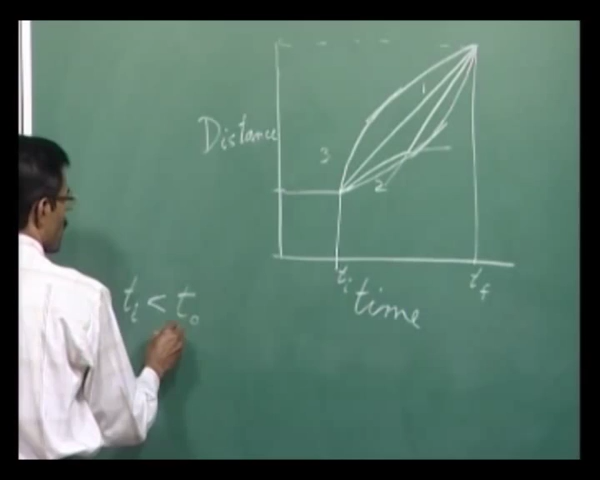 Distance
1
3
2
t_i
t_f
time
t_i < t_o